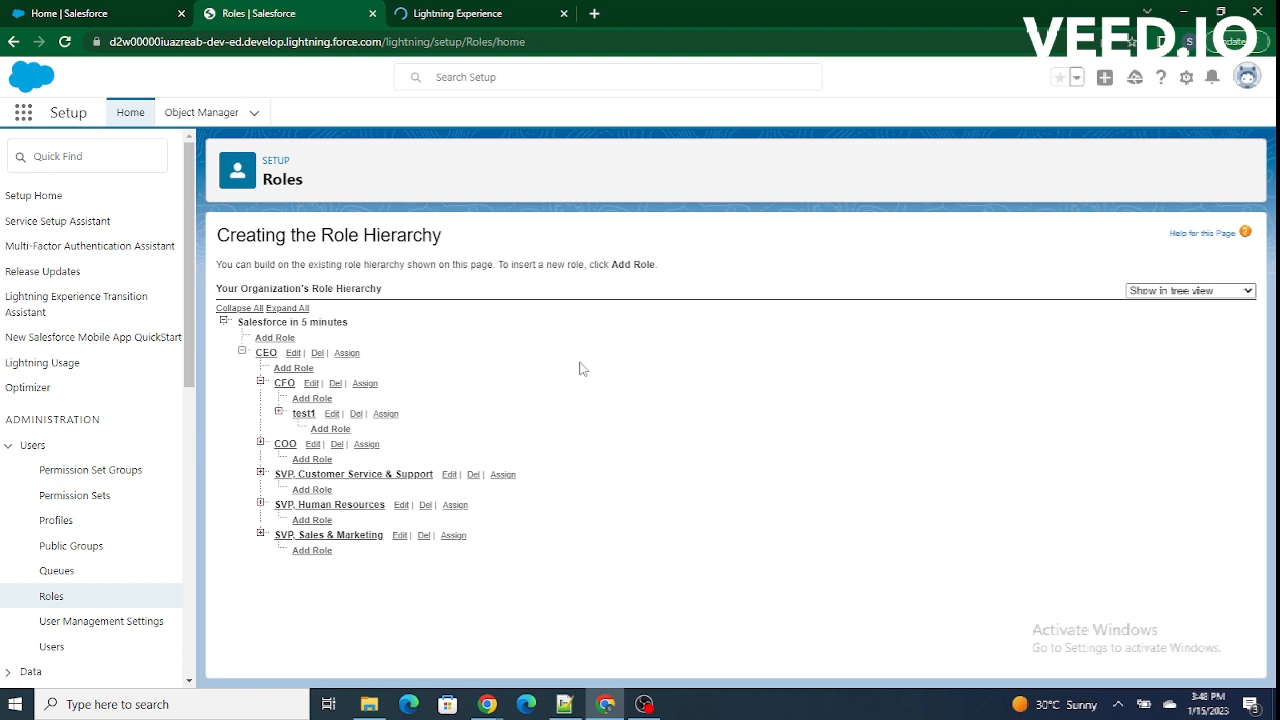 Home | Salesforce
Roles | Salesforce
Lightning Experience
d2w00000iuazreab-dev-ed.develop.lightning.force.com/lightning/setup/Roles/home
VEED.IO
Search Setup
Setup
Home
Object Manager
Quick Find
Setup Home
Service Setup Assistant
Multi-Factor Authentication Assistant
Release Updates
Lightning Experience Transition
Assistant
New Salesforce Mobile App QuickStart
Lightning Usage
Optimizer
ADMINISTRATION
Users
Permission Set Groups
Permission Sets
Profiles
Public Groups
Queues
Roles
User Management Settings
Users
Data
SETUP
Roles
Creating the Role Hierarchy
Help for this Page
You can build on the existing role hierarchy shown on this page. To insert a new role, click Add Role.
Your Organization's Role Hierarchy
Show in tree view
Collapse All Expand All
Salesforce in 5 minutes
Add Role
CEO Edit | Del | Assign
Add Role
CFO Edit | Del | Assign
Add Role
test1 Edit | Del | Assign
Add Role
COO Edit | Del | Assign
Add Role
SVP, Customer Service & Support Edit | Del | Assign
Add Role
SVP, Human Resources Edit | Del | Assign
Add Role
SVP, Sales & Marketing Edit | Del | Assign
Add Role
Activate Windows
Go to Settings to activate Windows.
Type here to search
30°C Sunny
3:48 PM
1/15/2023